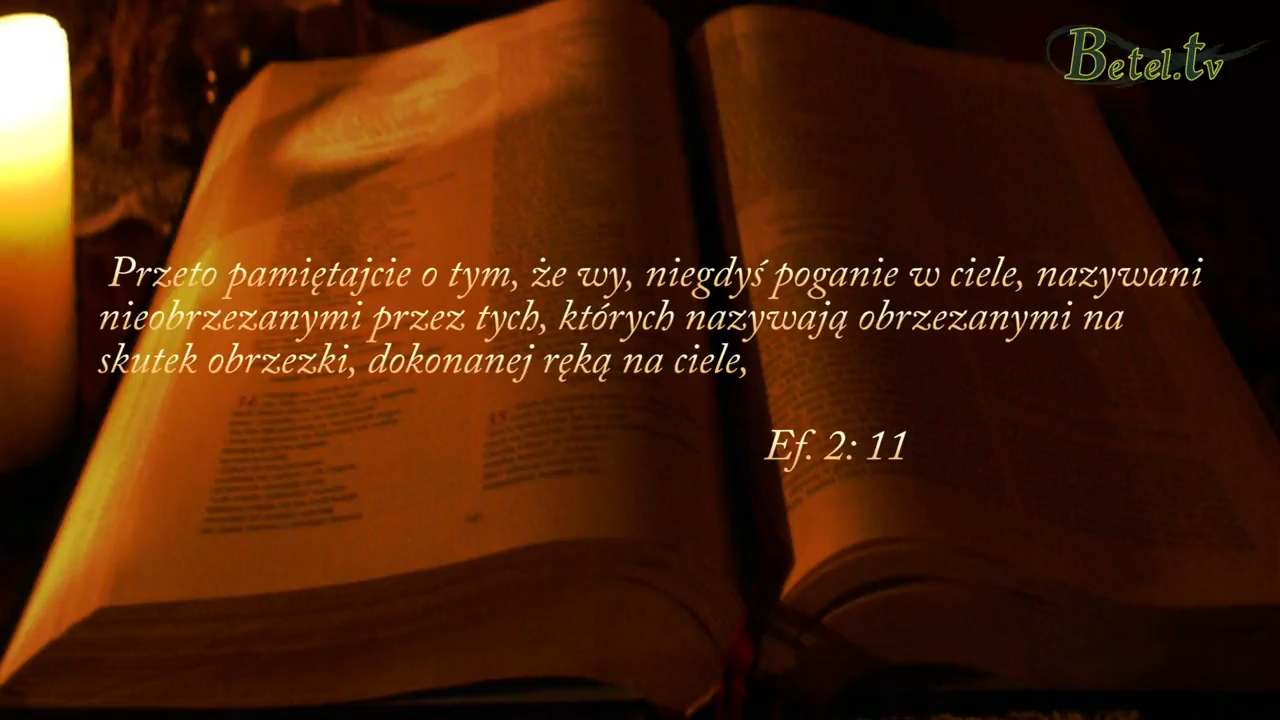 Betel.tv
Przeto pamiętajcie o tym, że wy, niegdyś poganie w ciele, nazywani
nieobrzezanymi przez tych, których nazywają obrzezanymi na
skutek obrzezki, dokonanej ręką na ciele,
Ef. 2: 11